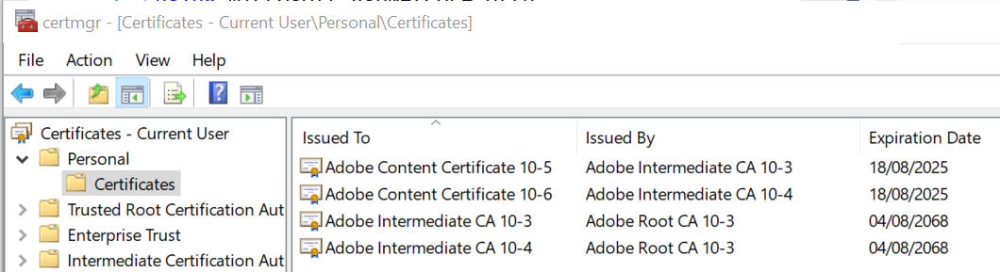 certmgr - [Certificates - Current User\Personal\Certificates]
File Action View Help
Certificates - Current User
Personal
Certificates
Trusted Root Certification Aut
Enterprise Trust
Intermediate Certification Aut
Issued To Issued By Expiration Date
Adobe Content Certificate 10-5 Adobe Intermediate CA 10-3 18/08/2025
Adobe Content Certificate 10-6 Adobe Intermediate CA 10-4 18/08/2025
Adobe Intermediate CA 10-3 Adobe Root CA 10-3 04/08/2068
Adobe Intermediate CA 10-4 Adobe Root CA 10-3 04/08/2068